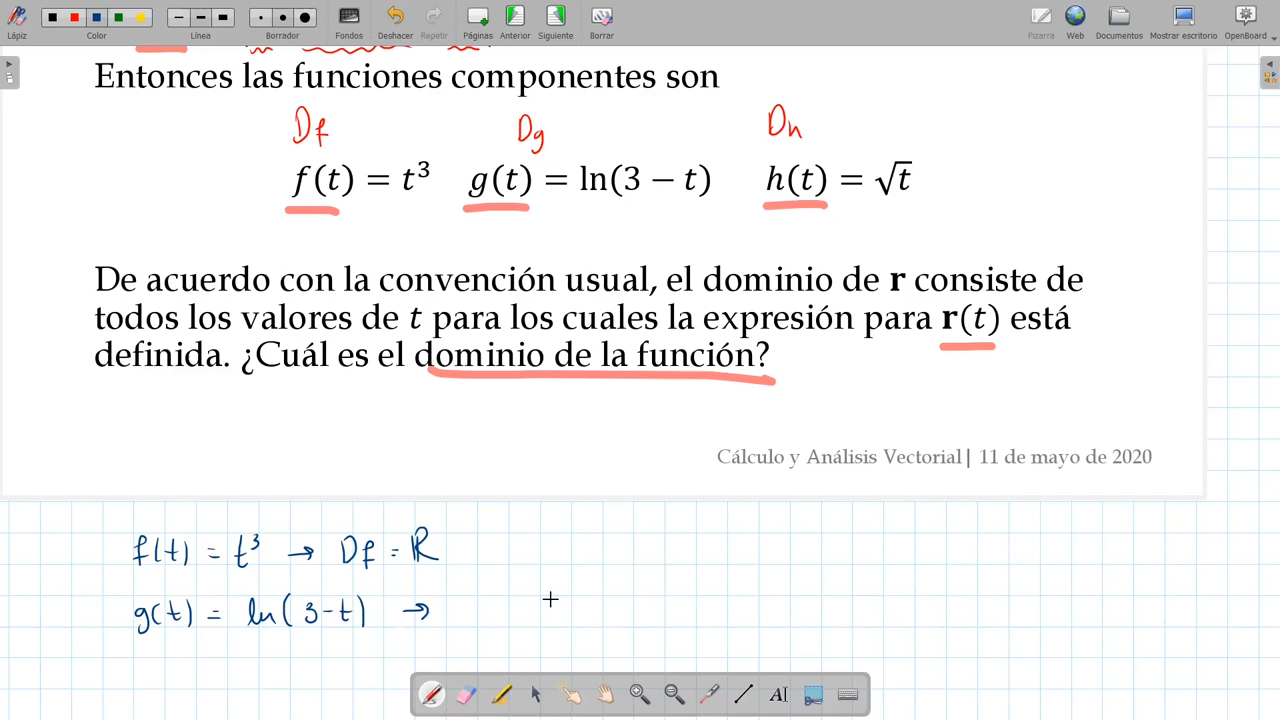 Lápiz Color Línea Borrador Fondos Deshacer Repetir Páginas Anterior Siguiente Borrar Pizarra Web Documentos Mostrar escritorio OpenBoard
Entonces las funciones componentes son
Df Dg Dh
f(t) = t³ g(t) = ln(3 − t) h(t) = √t
De acuerdo con la convención usual, el dominio de r consiste de
todos los valores de t para los cuales la expresión para r(t) está
definida. ¿Cuál es el dominio de la función?
Cálculo y Análisis Vectorial| 11 de mayo de 2020
f(t) = t³ → Df = ℝ
g(t) = ln(3-t) →
AI